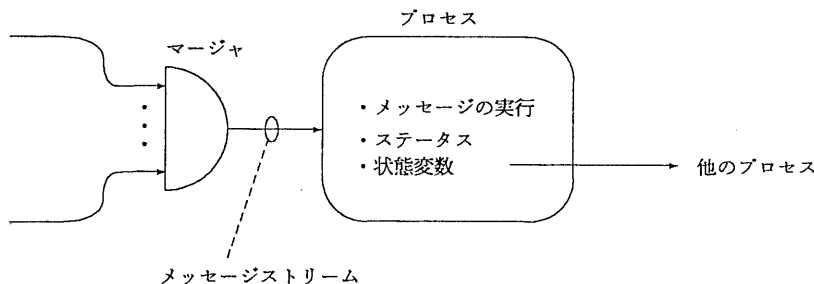 プロセス
マージャ
・メッセージの実行
・ステータス
・状態変数
他のプロセス
メッセージストリーム